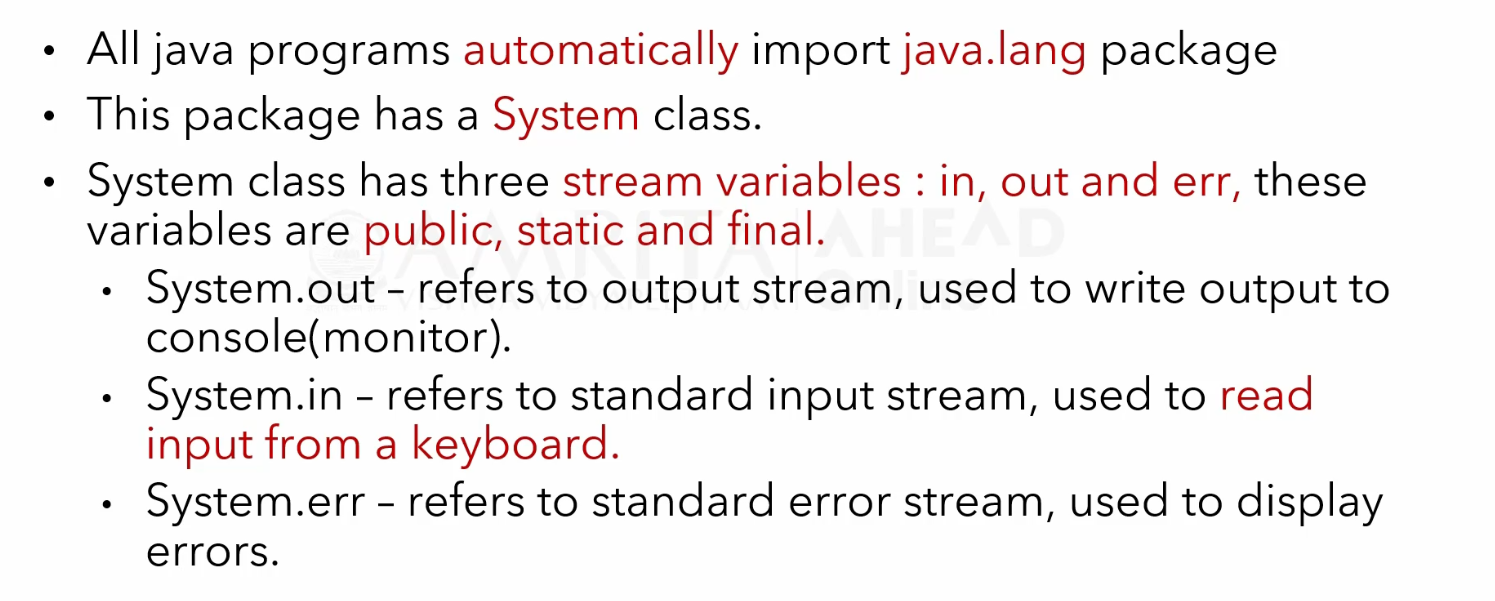 • All java programs automatically import java.lang package
• This package has a System class.
• System class has three stream variables : in, out and err, these
variables are public, static and final.
• System.out – refers to output stream, used to write output to
console(monitor).
• System.in – refers to standard input stream, used to read
input from a keyboard.
• System.err – refers to standard error stream, used to display
errors.
AMRITA AHEAD
Online